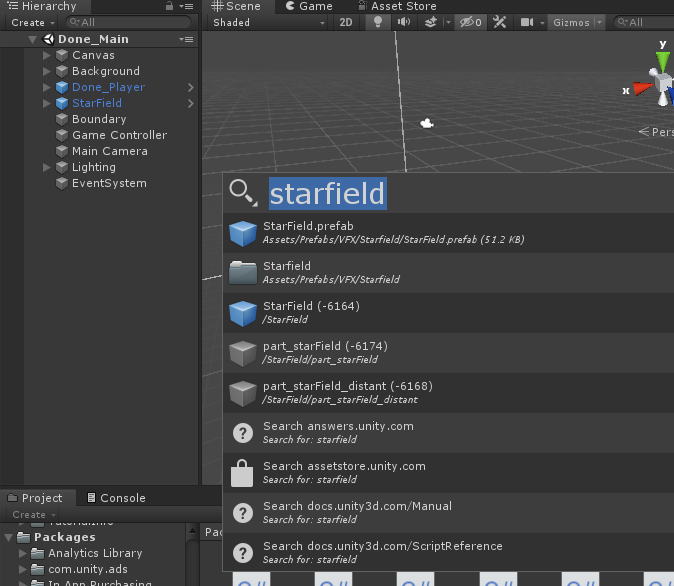 Hierarchy
Create
All
Done_Main
Canvas
Background
Done_Player
StarField
Boundary
Game Controller
Main Camera
Lighting
EventSystem
Scene
Game
Asset Store
Shaded
2D
0
Gizmos
All
y
x
Pers
starfield
StarField.prefab
Assets/Prefabs/VFX/Starfield/StarField.prefab (51.2 KB)
Starfield
Assets/Prefabs/VFX/Starfield
StarField (-6164)
/StarField
part_starField (-6174)
/StarField/part_starField
part_starField_distant (-6168)
/StarField/part_starField_distant
Search answers.unity.com
Search for: starfield
Search assetstore.unity.com
Search for: starfield
Search docs.unity3d.com/Manual
Search for: starfield
Search docs.unity3d.com/ScriptReference
Search for: starfield
Project
Console
Create
TutorialInfo
Packages
Analytics Library
com.unity.ads
In App Purchasing
Pac